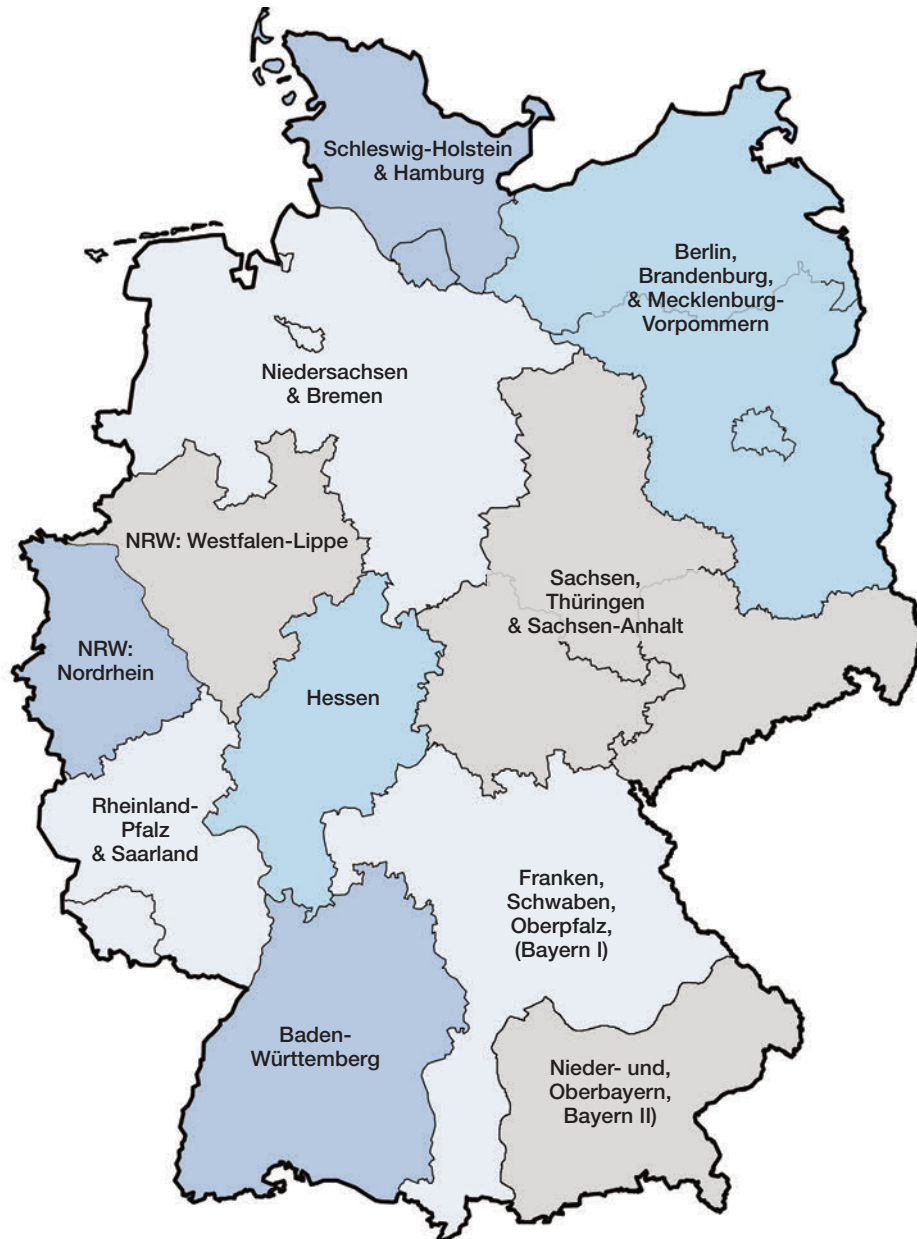 Schleswig-Holstein
& Hamburg
Berlin,
Brandenburg,
& Mecklenburg-
Vorpommern
Niedersachsen
& Bremen
NRW: Westfalen-Lippe
Sachsen,
Thüringen
& Sachsen-Anhalt
NRW:
Nordrhein
Hessen
Rheinland-
Pfalz
& Saarland
Franken,
Schwaben,
Oberpfalz,
(Bayern I)
Baden-
Württemberg
Nieder- und,
Oberbayern,
Bayern II)